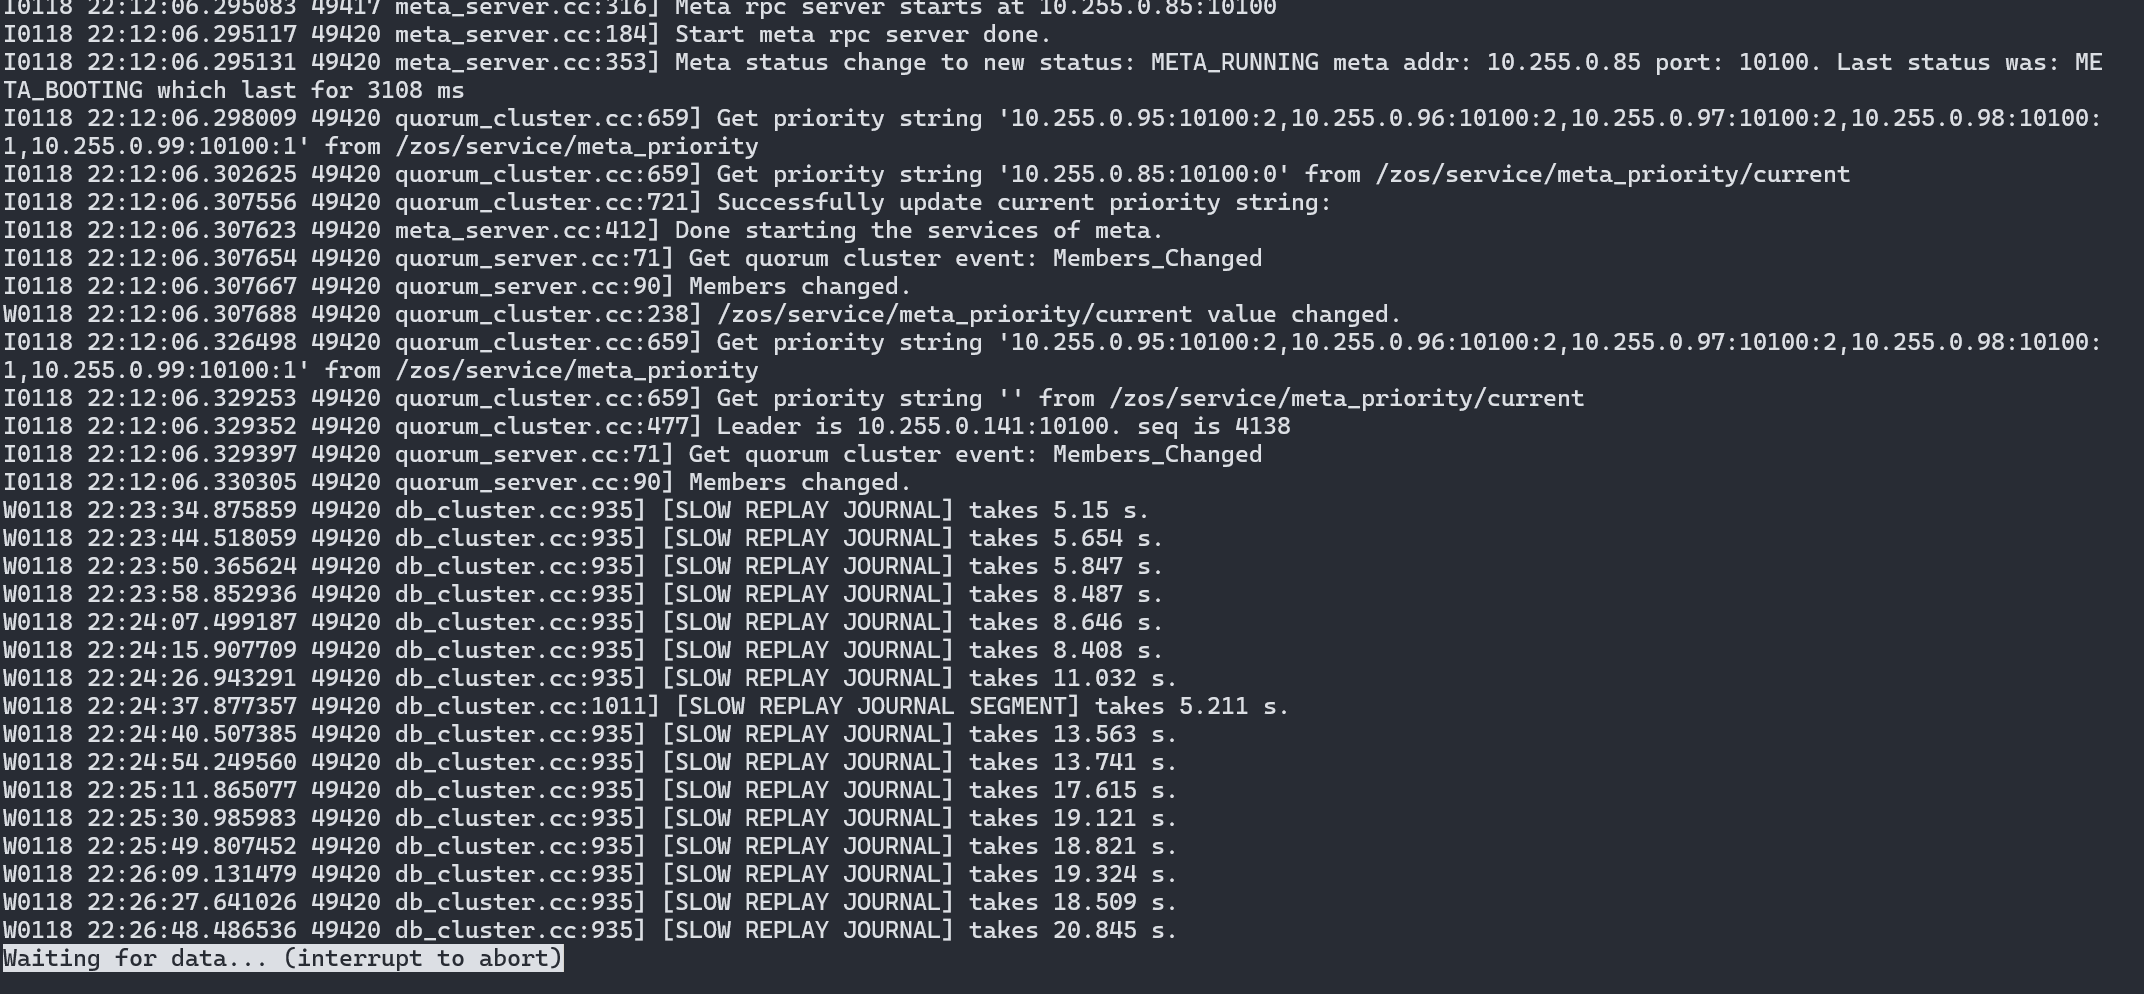 I0118 22:12:06.295083 49417 meta_server.cc:316] Meta rpc server starts at 10.255.0.85:10100
I0118 22:12:06.295117 49420 meta_server.cc:184] Start meta rpc server done.
I0118 22:12:06.295131 49420 meta_server.cc:353] Meta status change to new status: META_RUNNING meta addr: 10.255.0.85 port: 10100. Last status was: ME
TA_BOOTING which last for 3108 ms
I0118 22:12:06.298009 49420 quorum_cluster.cc:659] Get priority string '10.255.0.95:10100:2,10.255.0.96:10100:2,10.255.0.97:10100:2,10.255.0.98:10100:
1,10.255.0.99:10100:1' from /zos/service/meta_priority
I0118 22:12:06.302625 49420 quorum_cluster.cc:659] Get priority string '10.255.0.85:10100:0' from /zos/service/meta_priority/current
I0118 22:12:06.307556 49420 quorum_cluster.cc:721] Successfully update current priority string:
I0118 22:12:06.307623 49420 meta_server.cc:412] Done starting the services of meta.
I0118 22:12:06.307654 49420 quorum_server.cc:71] Get quorum cluster event: Members_Changed
I0118 22:12:06.307667 49420 quorum_server.cc:90] Members changed.
W0118 22:12:06.307688 49420 quorum_cluster.cc:238] /zos/service/meta_priority/current value changed.
I0118 22:12:06.326498 49420 quorum_cluster.cc:659] Get priority string '10.255.0.95:10100:2,10.255.0.96:10100:2,10.255.0.97:10100:2,10.255.0.98:10100:
1,10.255.0.99:10100:1' from /zos/service/meta_priority
I0118 22:12:06.329253 49420 quorum_cluster.cc:659] Get priority string '' from /zos/service/meta_priority/current
I0118 22:12:06.329352 49420 quorum_cluster.cc:477] Leader is 10.255.0.141:10100. seq is 4138
I0118 22:12:06.329397 49420 quorum_server.cc:71] Get quorum cluster event: Members_Changed
I0118 22:12:06.330305 49420 quorum_server.cc:90] Members changed.
W0118 22:23:34.875859 49420 db_cluster.cc:935] [SLOW REPLAY JOURNAL] takes 5.15 s.
W0118 22:23:44.518059 49420 db_cluster.cc:935] [SLOW REPLAY JOURNAL] takes 5.654 s.
W0118 22:23:50.365624 49420 db_cluster.cc:935] [SLOW REPLAY JOURNAL] takes 5.847 s.
W0118 22:23:58.852936 49420 db_cluster.cc:935] [SLOW REPLAY JOURNAL] takes 8.487 s.
W0118 22:24:07.499187 49420 db_cluster.cc:935] [SLOW REPLAY JOURNAL] takes 8.646 s.
W0118 22:24:15.907709 49420 db_cluster.cc:935] [SLOW REPLAY JOURNAL] takes 8.408 s.
W0118 22:24:26.943291 49420 db_cluster.cc:935] [SLOW REPLAY JOURNAL] takes 11.032 s.
W0118 22:24:37.877357 49420 db_cluster.cc:1011] [SLOW REPLAY JOURNAL SEGMENT] takes 5.211 s.
W0118 22:24:40.507385 49420 db_cluster.cc:935] [SLOW REPLAY JOURNAL] takes 13.563 s.
W0118 22:24:54.249560 49420 db_cluster.cc:935] [SLOW REPLAY JOURNAL] takes 13.741 s.
W0118 22:25:11.865077 49420 db_cluster.cc:935] [SLOW REPLAY JOURNAL] takes 17.615 s.
W0118 22:25:30.985983 49420 db_cluster.cc:935] [SLOW REPLAY JOURNAL] takes 19.121 s.
W0118 22:25:49.807452 49420 db_cluster.cc:935] [SLOW REPLAY JOURNAL] takes 18.821 s.
W0118 22:26:09.131479 49420 db_cluster.cc:935] [SLOW REPLAY JOURNAL] takes 19.324 s.
W0118 22:26:27.641026 49420 db_cluster.cc:935] [SLOW REPLAY JOURNAL] takes 18.509 s.
W0118 22:26:48.486536 49420 db_cluster.cc:935] [SLOW REPLAY JOURNAL] takes 20.845 s.
Waiting for data... (interrupt to abort)